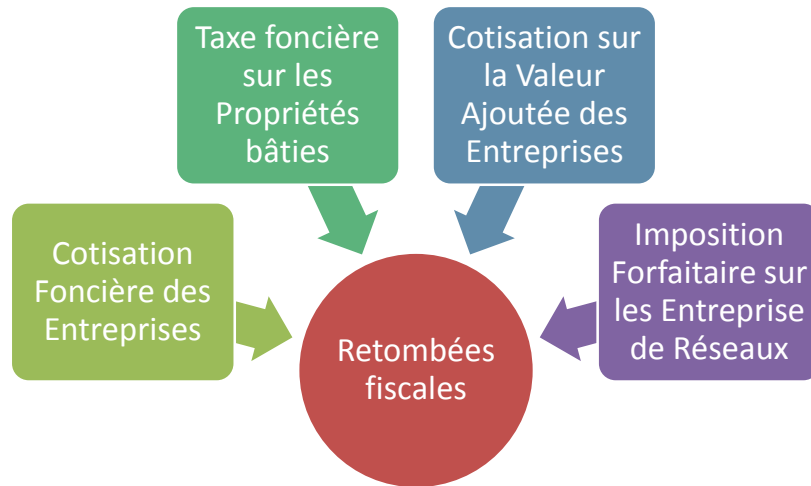 Taxe foncière
sur les
Propriétés
bâties
Cotisation sur
la Valeur
Ajoutée des
Entreprises
Cotisation
Foncière des
Entreprises
Imposition
Forfaitaire sur
les Entreprise
de Réseaux
Retombées
fiscales